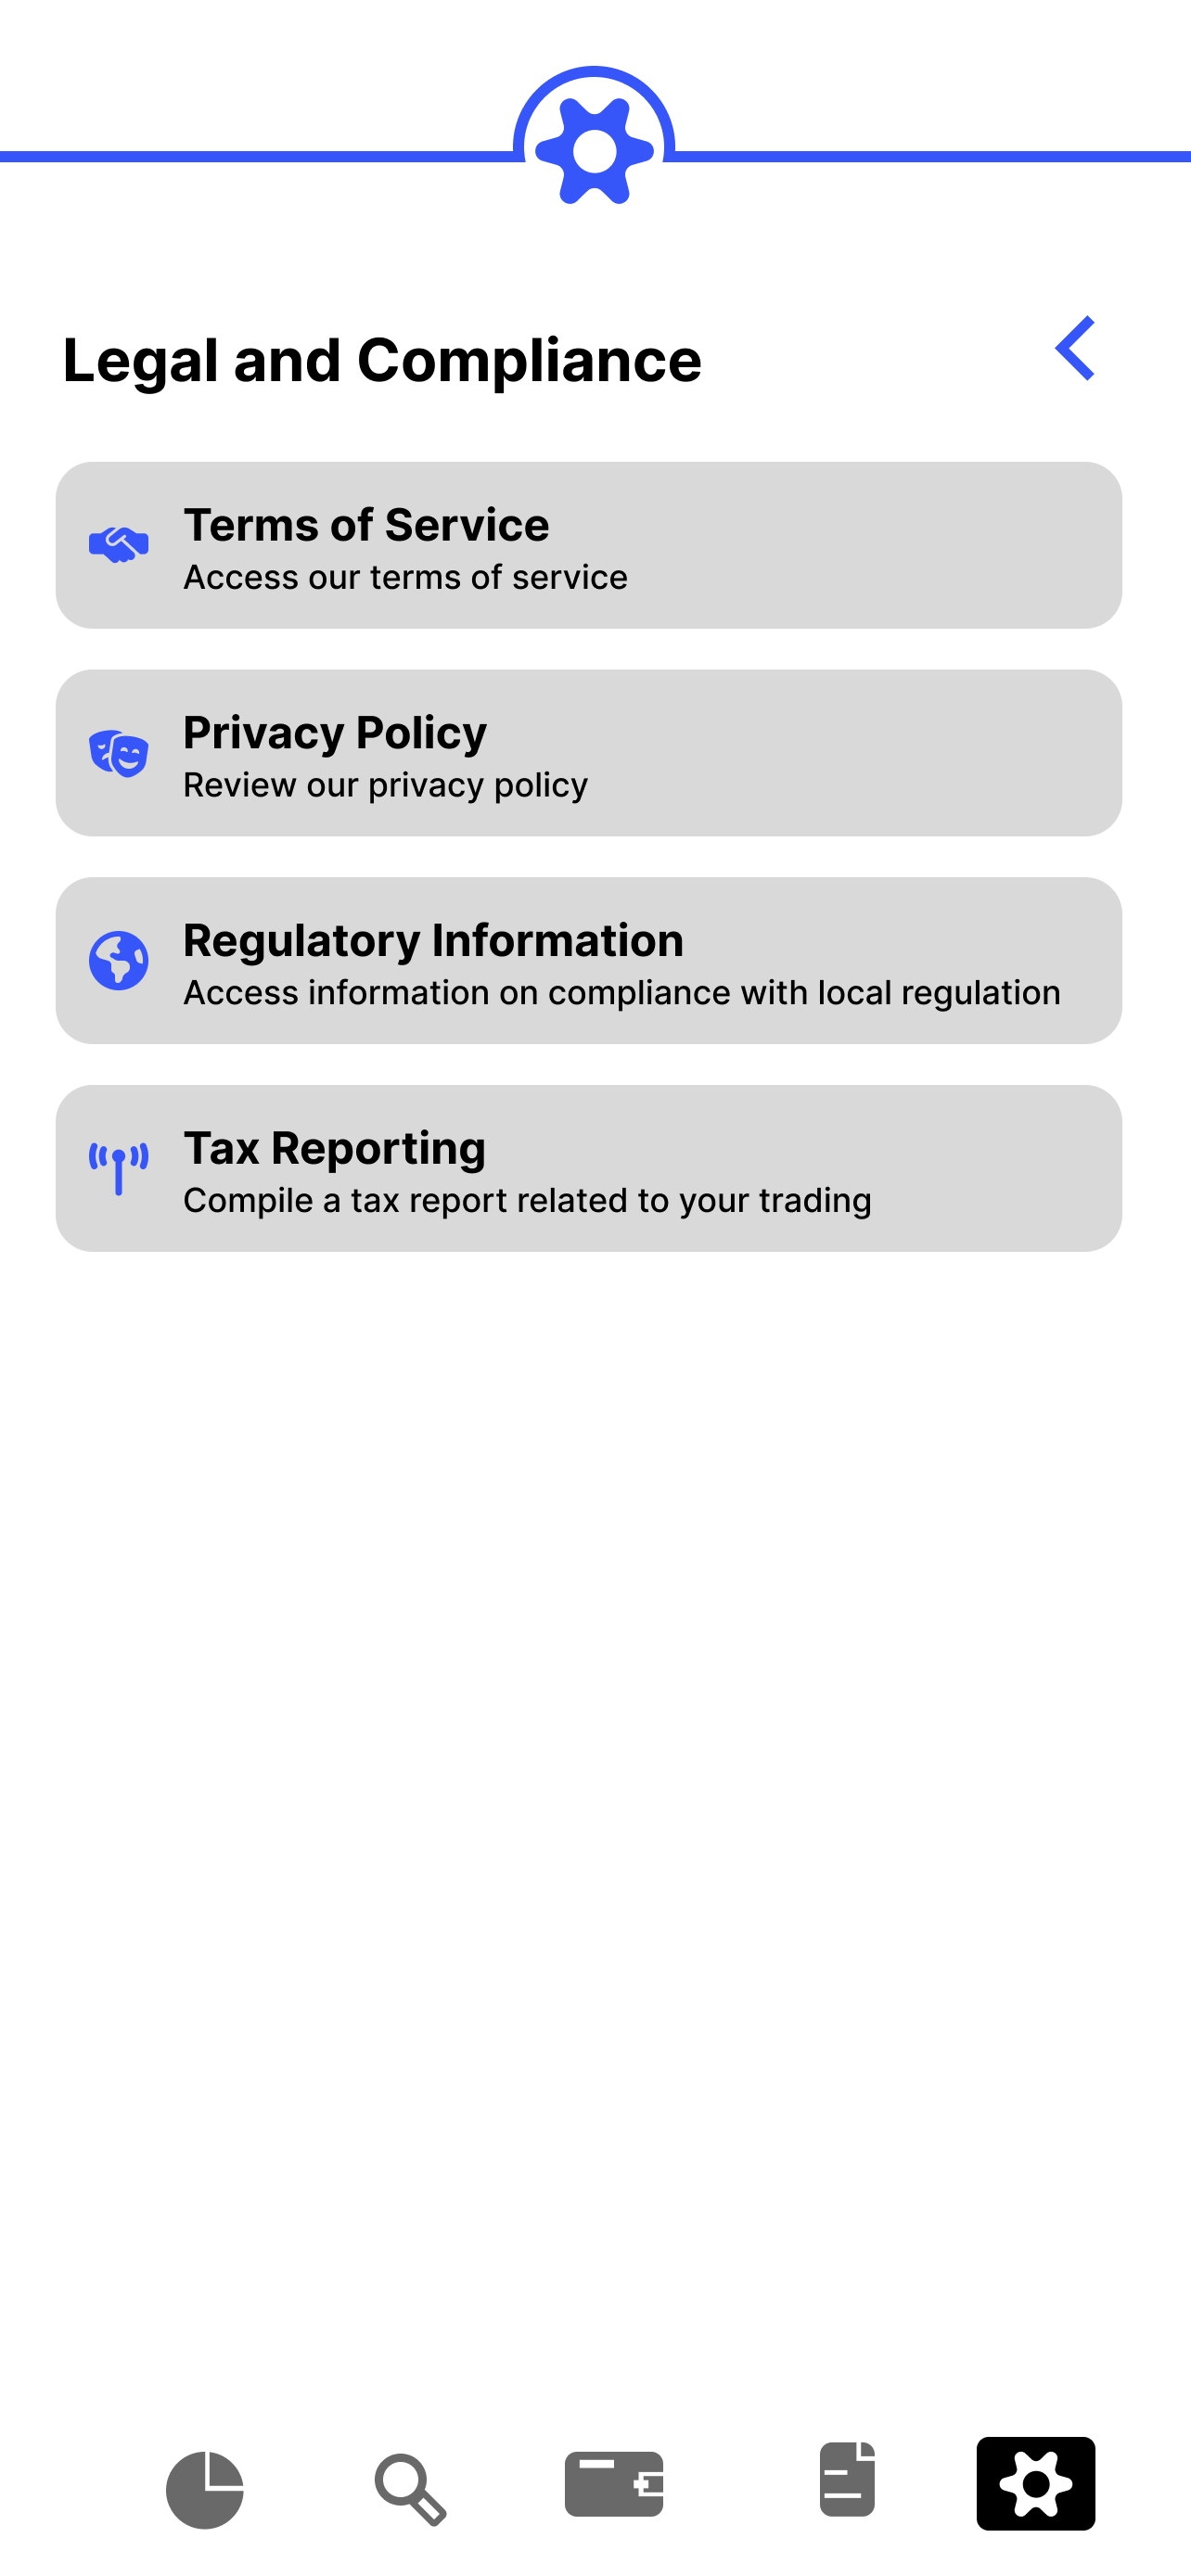 Legal and Compliance
Terms of Service
Access our terms of service
Privacy Policy
Review our privacy policy
Regulatory Information
Access information on compliance with local regulation
Tax Reporting
Compile a tax report related to your trading